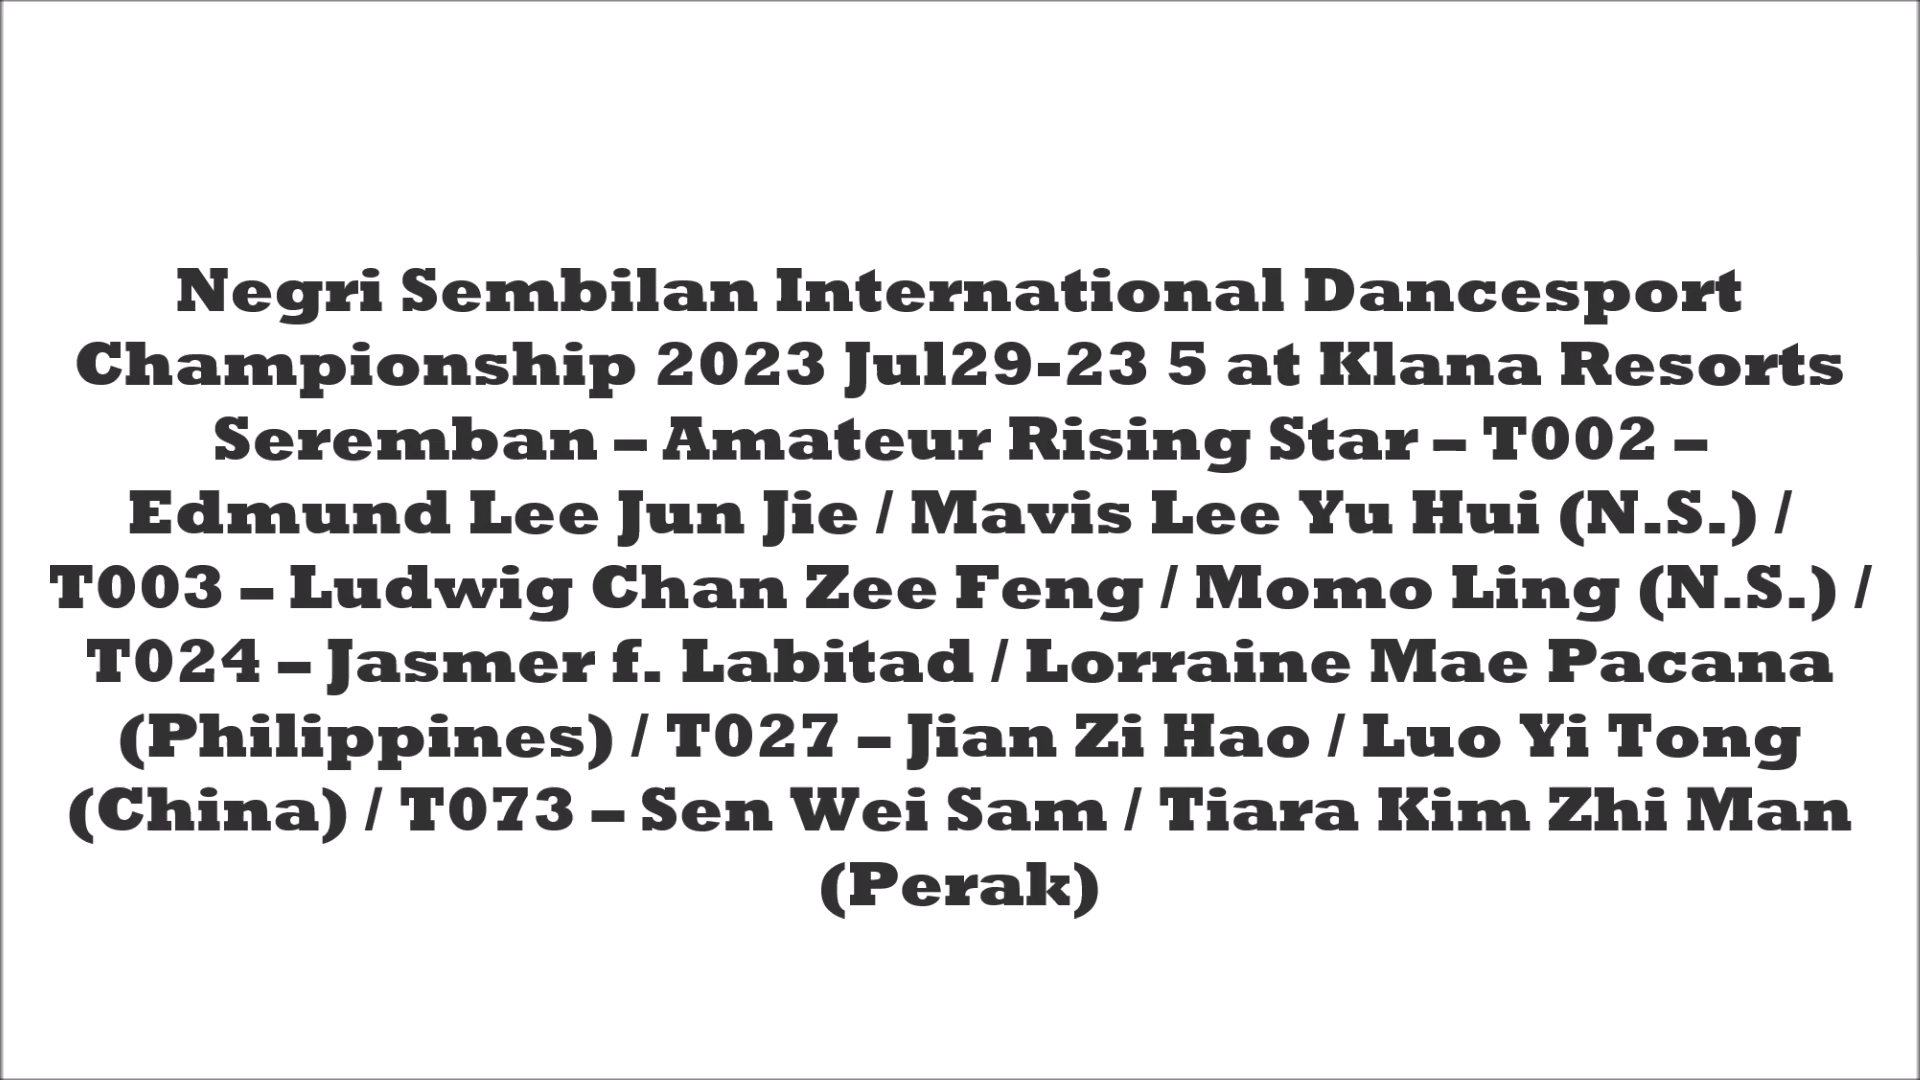 Negri Sembilan International Dancesport
Championship 2023 Jul29-23 5 at Klana Resorts
Seremban – Amateur Rising Star – T002 –
Edmund Lee Jun Jie / Mavis Lee Yu Hui (N.S.) /
T003 – Ludwig Chan Zee Feng / Momo Ling (N.S.) /
T024 – Jasmer f. Labitad / Lorraine Mae Pacana
(Philippines) / T027 – Jian Zi Hao / Luo Yi Tong
(China) / T073 – Sen Wei Sam / Tiara Kim Zhi Man
(Perak)